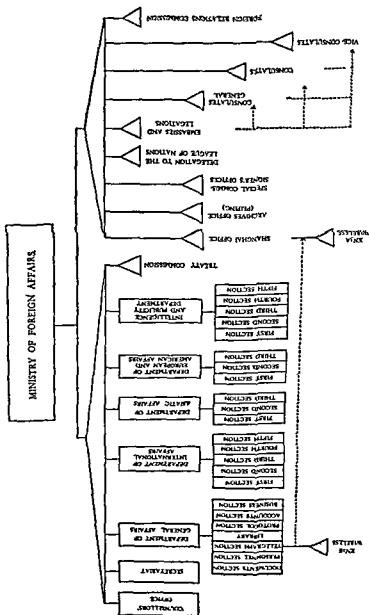 MINISTRY OF FOREIGN AFFAIRS
COUNCILLORS'
OFFICE
SECRETARIAT
DEPARTMENT OF
GENERAL AFFAIRS
DOCUMENTS SECTION
PERSONNEL SECTION
TELEGRAM SECTION
LIBRARY
PROTOCOL SECTION
ACCOUNTS SECTION
BUSINESS SECTION
WIRELESS
DEPARTMENT OF
INTERNATIONAL
AFFAIRS
FIRST SECTION
SECOND SECTION
THIRD SECTION
FOURTH SECTION
FIFTH SECTION
DEPARTMENT OF
ASIATIC AFFAIRS
FIRST SECTION
SECOND SECTION
THIRD SECTION
DEPARTMENT OF
EUROPEAN AND
AMERICAN AFFAIRS
FIRST SECTION
SECOND SECTION
THIRD SECTION
INTELLIGENCE
AND PUBLICITY
DEPARTMENT
FIRST SECTION
SECOND SECTION
THIRD SECTION
FOURTH SECTION
FIFTH SECTION
TREATY COMMISSION
SHANGHAI OFFICE
WIRELESS
ARCHIVES OFFICE
(PEIPING)
SPECIAL COMMIS-
SIONER'S OFFICES
DELEGATION TO THE
LEAGUE OF NATIONS
EMBASSIES AND
LEGATIONS
CONSULATES
GENERAL
CONSULATES
VICE CONSULATES
FOREIGN RELATIONS COMMISSION